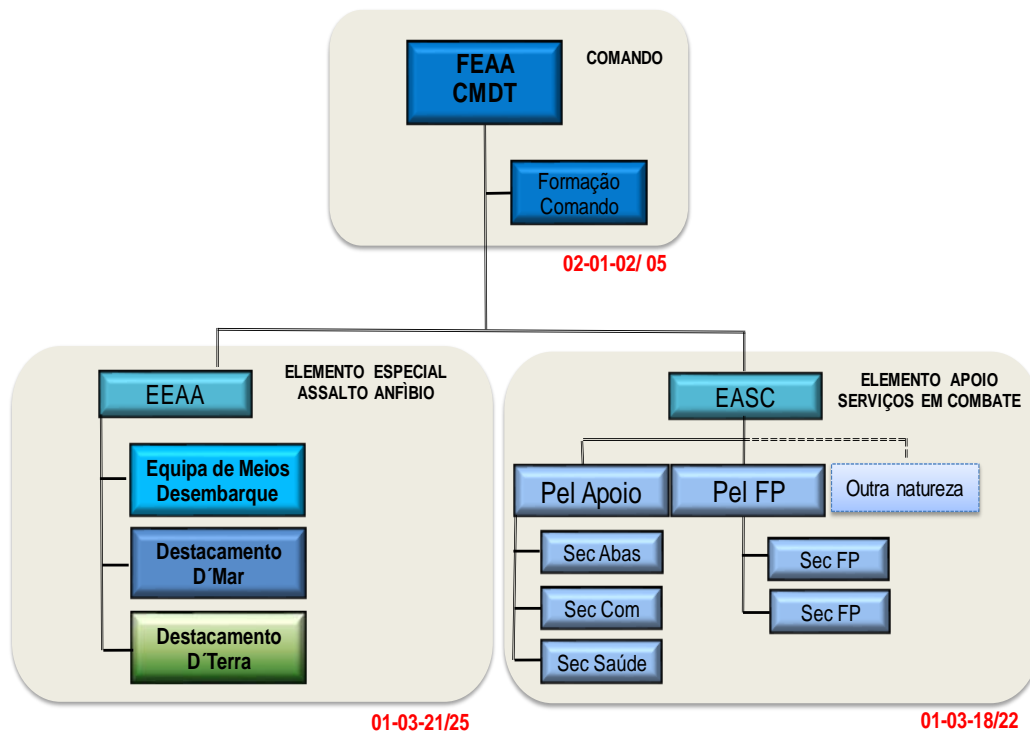 FEAA
CMDT
COMANDO
Formação
Comando
02-01-02/ 05
EEAA
ELEMENTO ESPECIAL
ASSALTO ANFÌBIO
Equipa de Meios
Desembarque
Destacamento
D´Mar
Destacamento
D´Terra
01-03-21/25
EASC
ELEMENTO APOIO
SERVIÇOS EM COMBATE
Pel Apoio
Pel FP
Outra natureza
Sec Abas
Sec FP
Sec Com
Sec FP
Sec Saúde
01-03-18/22